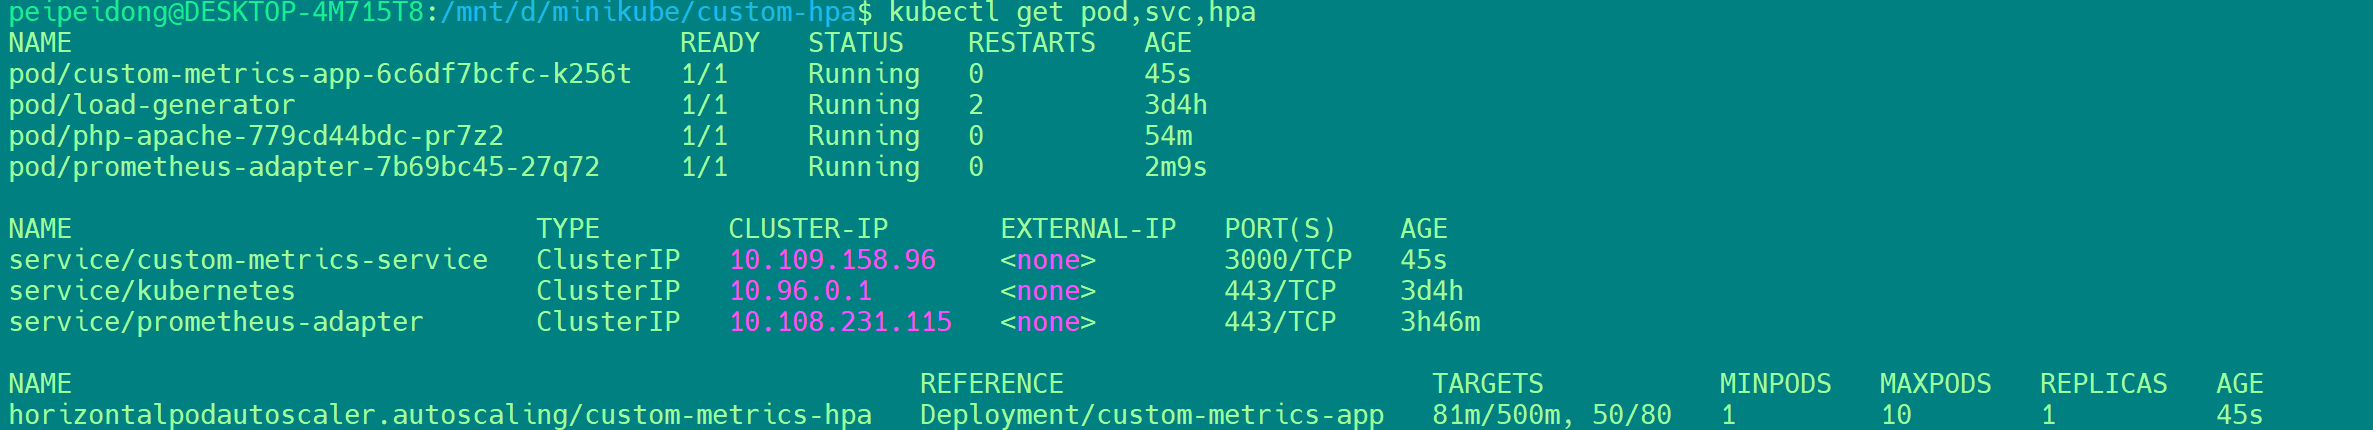 peipeidong@DESKTOP-4M715T8:/mnt/d/minikube/custom-hpa$ kubectl get pod,svc,hpa
NAME READY STATUS RESTARTS AGE
pod/custom-metrics-app-6c6df7bcfc-k256t 1/1 Running 0 45s
pod/load-generator 1/1 Running 2 3d4h
pod/php-apache-779cd44bdc-pr7z2 1/1 Running 0 54m
pod/prometheus-adapter-7b69bc45-27q72 1/1 Running 0 2m9s
NAME TYPE CLUSTER-IP EXTERNAL-IP PORT(S) AGE
service/custom-metrics-service ClusterIP 10.109.158.96 <none> 3000/TCP 45s
service/kubernetes ClusterIP 10.96.0.1 <none> 443/TCP 3d4h
service/prometheus-adapter ClusterIP 10.108.231.115 <none> 443/TCP 3h46m
NAME REFERENCE TARGETS MINPODS MAXPODS REPLICAS AGE
horizontalpodautoscaler.autoscaling/custom-metrics-hpa Deployment/custom-metrics-app 81m/500m, 50/80 1 10 1 45s